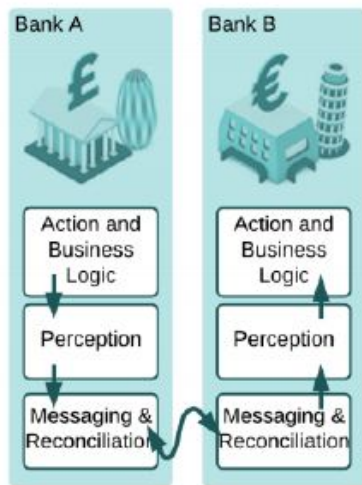 Bank A
£
Action and
Business
Logic
Perception
Messaging &
Reconciliation
Bank B
€
Action and
Business
Logic
Perception
Messaging &
Reconciliation